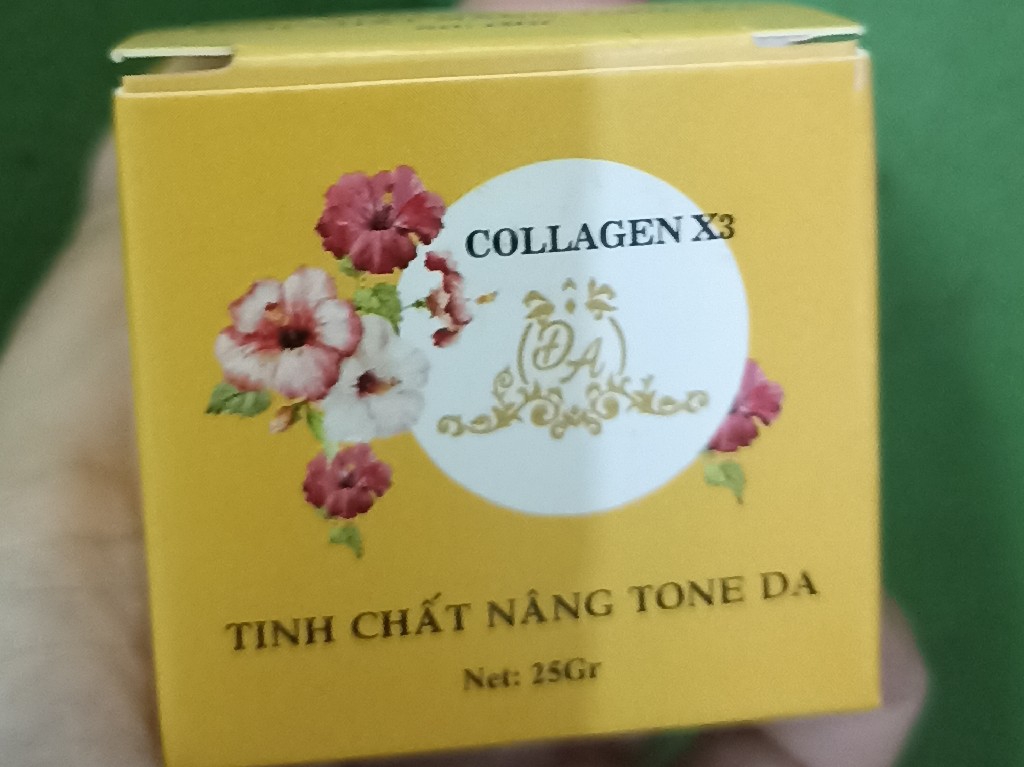 COLLAGEN X3
ĐA
TINH CHẤT NÂNG TONE DA
Net: 25Gr